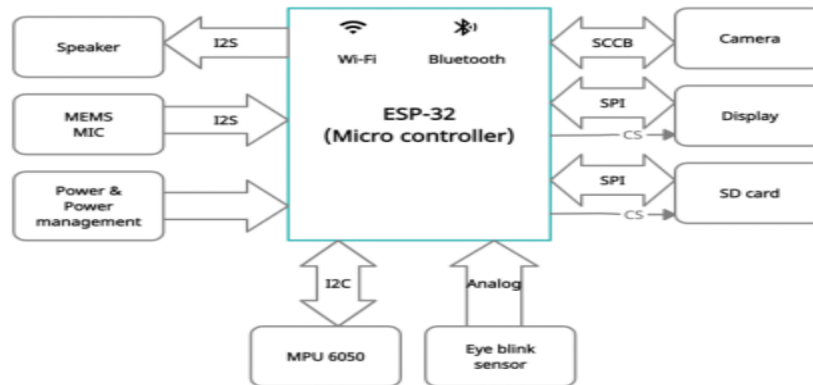 Speaker
I2S
Wi-Fi
Bluetooth
SCCB
Camera
MEMS
MIC
I2S
ESP-32
(Micro controller)
SPI
CS
Display
Power &
Power
management
SPI
CS
SD card
I2C
Analog
MPU 6050
Eye blink
sensor